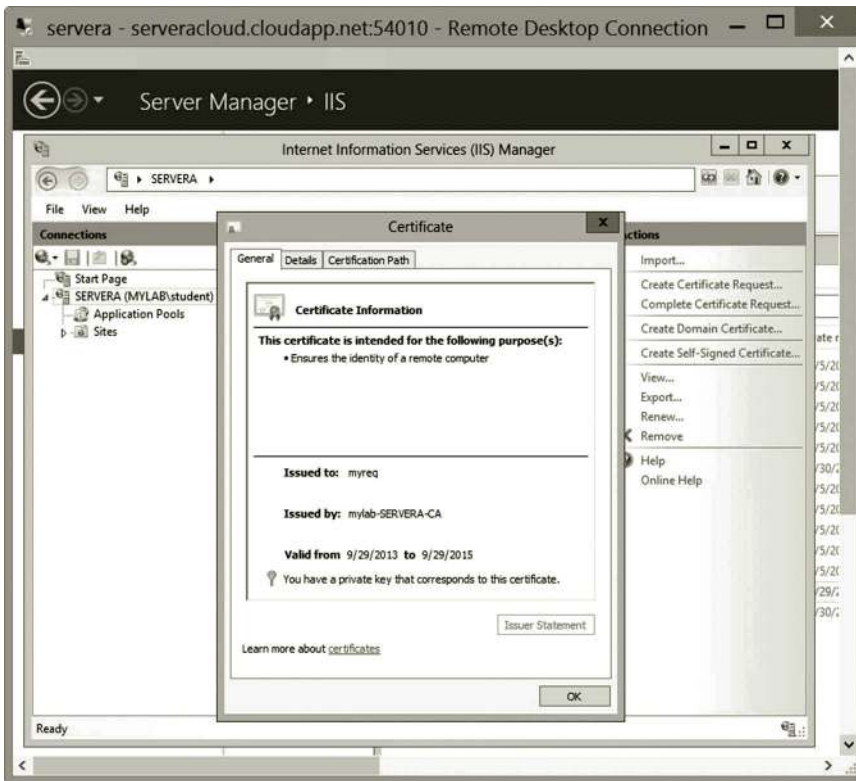 servera - serveracloud.cloudapp.net:54010 - Remote Desktop Connection
Server Manager ‣ IIS
Internet Information Services (IIS) Manager
SERVERA
File View Help
Connections
Start Page
SERVERA (MYLAB\student)
Application Pools
Sites
Certificate
General Details Certification Path
Certificate Information
This certificate is intended for the following purpose(s):
• Ensures the identity of a remote computer
Issued to: myreq
Issued by: mylab-SERVERA-CA
Valid from 9/29/2013 to 9/29/2015
You have a private key that corresponds to this certificate.
Issuer Statement
Learn more about certificates
OK
Import...
Create Certificate Request...
Complete Certificate Request...
Create Domain Certificate...
Create Self-Signed Certificate...
View...
Export...
Renew...
Remove
Help
Online Help
Ready